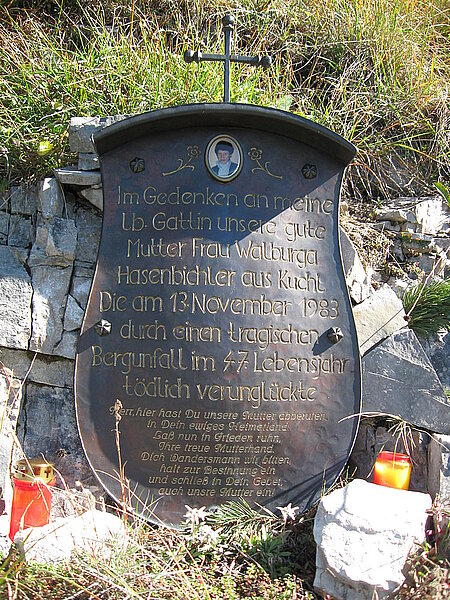 Im Gedenken an meine
lb. Gattin unsere gute
Mutter Frau Walburga
Hasenbichler aus Kuchl.
Die am 13. November 1983
durch einen tragischen
Bergunfall im 47. Lebensjahr
tödlich verunglückte
Herr, hier hast Du unsere Mutter abberufen,
in Dein ewiges Heimatland.
Laß nun in Frieden ruhn,
Ihre treue Mutterhand.
Dich Wandersmann wir bitten,
halt zur Besinnung ein
und schließ in Dein Gebet,
auch unsre Mutter ein!